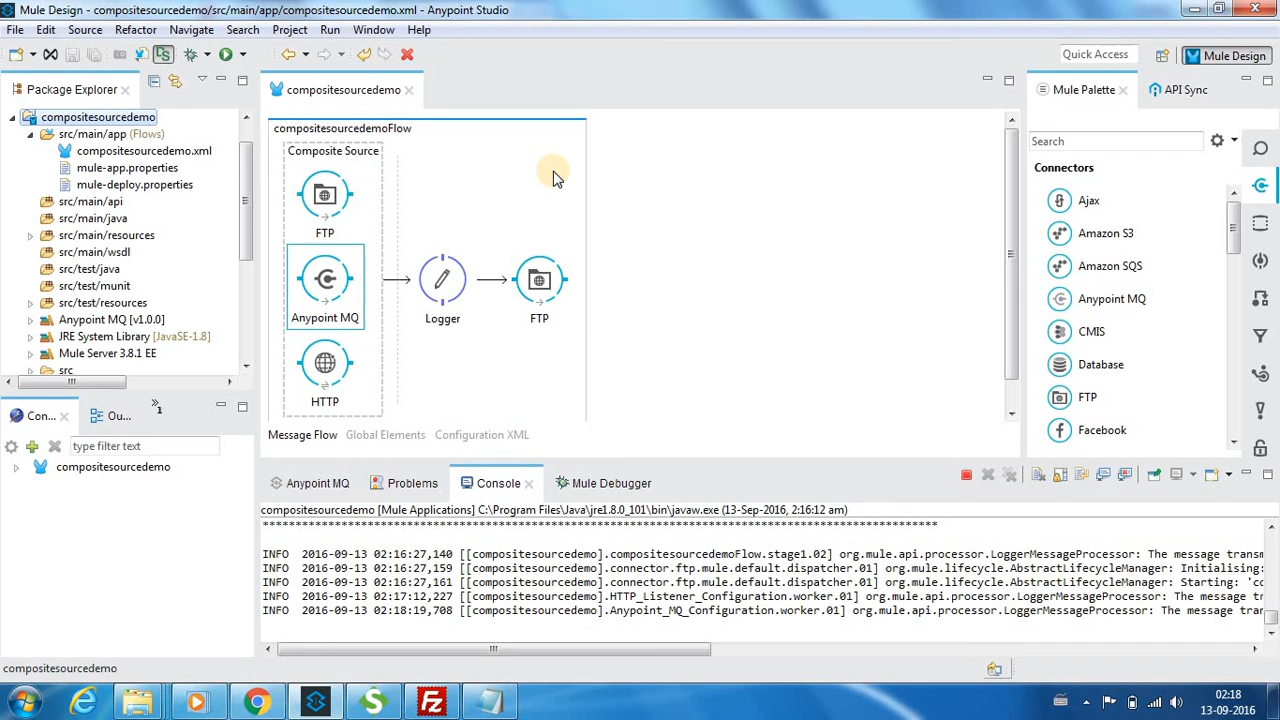 Mule Design - compositesourcedemo/src/main/app/compositesourcedemo.xml - Anypoint Studio
File Edit Source Refactor Navigate Search Project Run Window Help
Quick Access
Mule Design
Package Explorer
compositesourcedemo
src/main/app (Flows)
compositesourcedemo.xml
mule-app.properties
mule-deploy.properties
src/main/api
src/main/java
src/main/resources
src/main/wsdl
src/test/java
src/test/munit
src/test/resources
Anypoint MQ [v1.0.0]
JRE System Library [JavaSE-1.8]
Mule Server 3.8.1 EE
src
Con...
Ou...
1
type filter text
compositesourcedemo
compositesourcedemo
compositesourcedemoFlow
Composite Source
FTP
Anypoint MQ
HTTP
Logger
FTP
Message Flow Global Elements Configuration XML
Mule Palette API Sync
Search
Connectors
Ajax
Amazon S3
Amazon SQS
Anypoint MQ
CMIS
Database
FTP
Facebook
Anypoint MQ Problems Console Mule Debugger
compositesourcedemo [Mule Applications] C:\Program Files\Java\jre1.8.0_101\bin\javaw.exe (13-Sep-2016, 2:16:12 am)
INFO 2016-09-13 02:16:27,140 [[compositesourcedemo].compositesourcedemoFlow.stage1.02] org.mule.api.processor.LoggerMessageProcessor: The message transm
INFO 2016-09-13 02:16:27,159 [[compositesourcedemo].connector.ftp.mule.default.dispatcher.01] org.mule.lifecycle.AbstractLifecycleManager: Initialising:
INFO 2016-09-13 02:16:27,161 [[compositesourcedemo].connector.ftp.mule.default.dispatcher.01] org.mule.lifecycle.AbstractLifecycleManager: Starting: 'co
INFO 2016-09-13 02:17:12,227 [[compositesourcedemo].HTTP_Listener_Configuration.worker.01] org.mule.api.processor.LoggerMessageProcessor: The message tra
INFO 2016-09-13 02:18:19,708 [[compositesourcedemo].Anypoint_MQ_Configuration.worker.01] org.mule.api.processor.LoggerMessageProcessor: The message tran
compositesourcedemo
02:18
13-09-2016